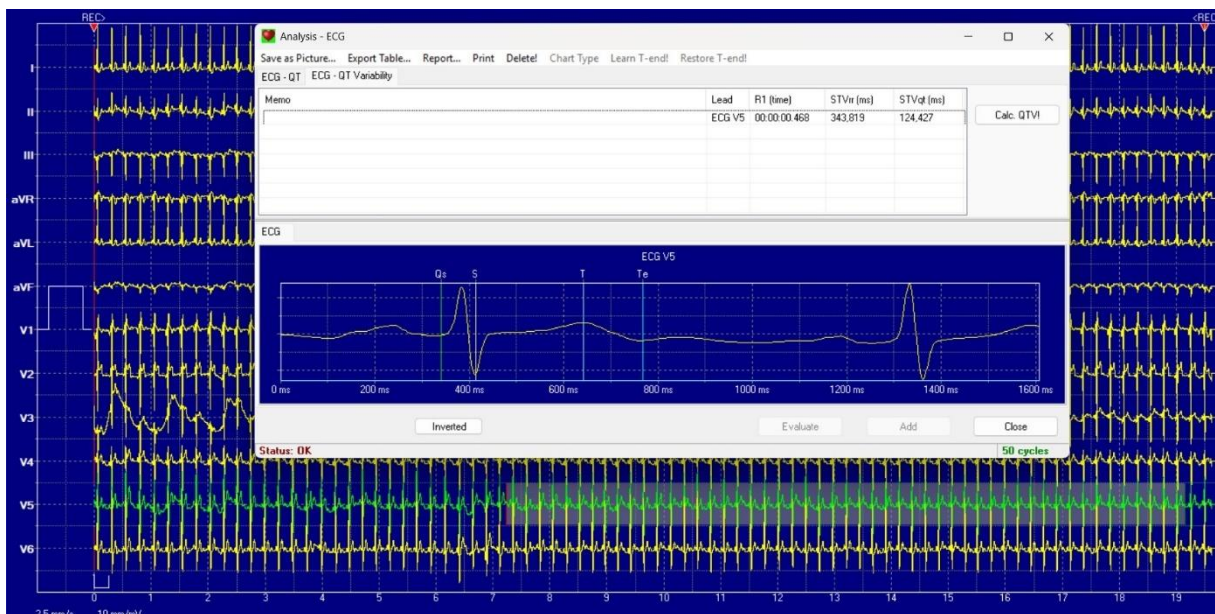 REC> <REC
Analysis - ECG
Save as Picture... Export Table... Report... Print Delete! Chart Type Learn T-end! Restore T-end!
ECG - QT ECG - QT Variability
Memo Lead R1 (time) STVrr (ms) STVqt (ms)
ECG V5 00:00:00.468 343,819 124,427 Calc. QTV!
ECG
ECG V5
Qs S T Te
0 ms 200 ms 400 ms 600 ms 800 ms 1000 ms 1200 ms 1400 ms 1600 ms
Inverted Evaluate Add Close
Status: OK 50 cycles
I
II
III
aVR
aVL
aVF
V1
V2
V3
V4
V5
V6
0 1 2 3 4 5 6 7 8 9 10 11 12 13 14 15 16 17 18 19